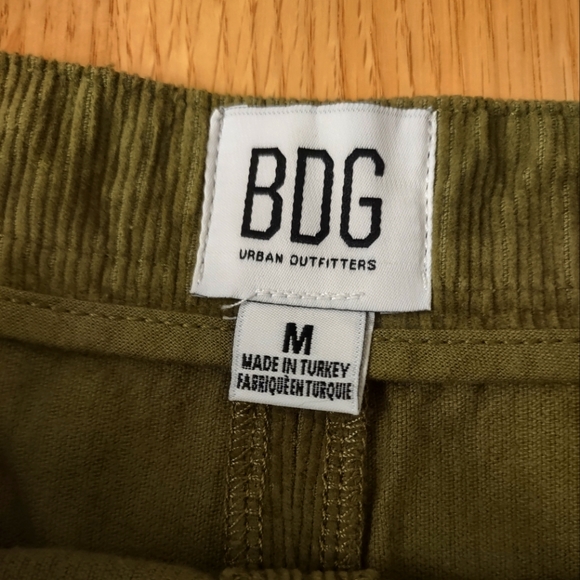 BDG
URBAN OUTFITTERS
M
MADE IN TURKEY
FABRIQUÉ EN TURQUIE